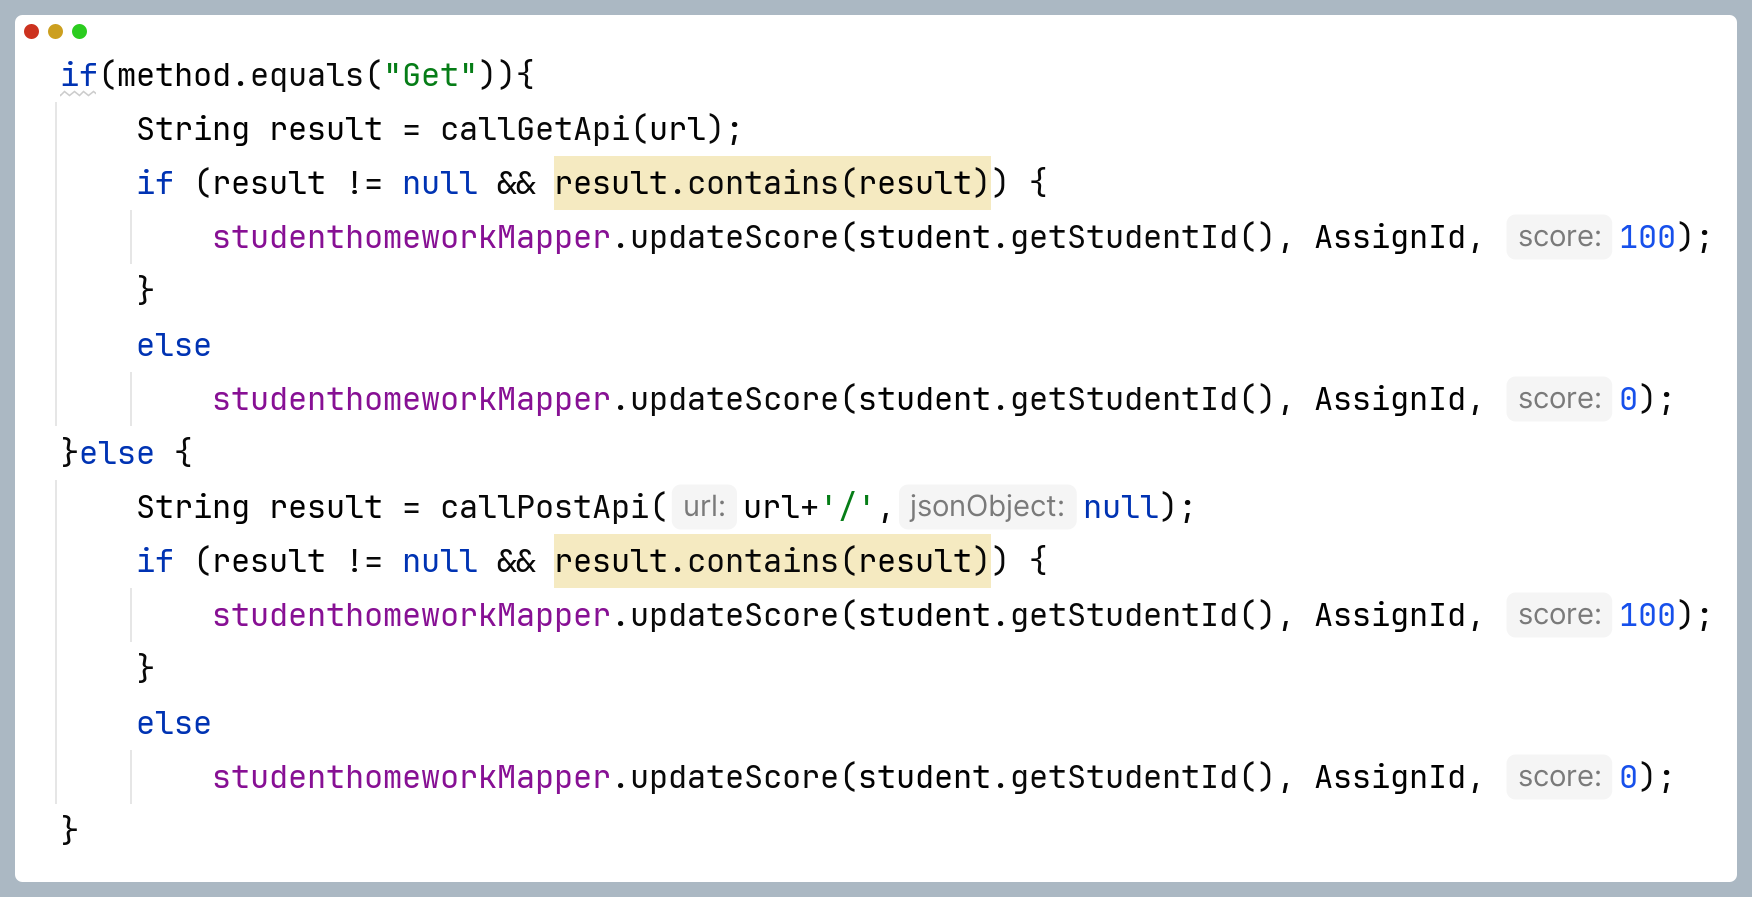 if(method.equals("Get")){
    String result = callGetApi(url);
    if (result != null && result.contains(result)) {
        studenthomeworkMapper.updateScore(student.getStudentId(), AssignId, score: 100);
    }
    else
        studenthomeworkMapper.updateScore(student.getStudentId(), AssignId, score: 0);
}else {
    String result = callPostApi( url: url+'/', jsonObject: null);
    if (result != null && result.contains(result)) {
        studenthomeworkMapper.updateScore(student.getStudentId(), AssignId, score: 100);
    }
    else
        studenthomeworkMapper.updateScore(student.getStudentId(), AssignId, score: 0);
}